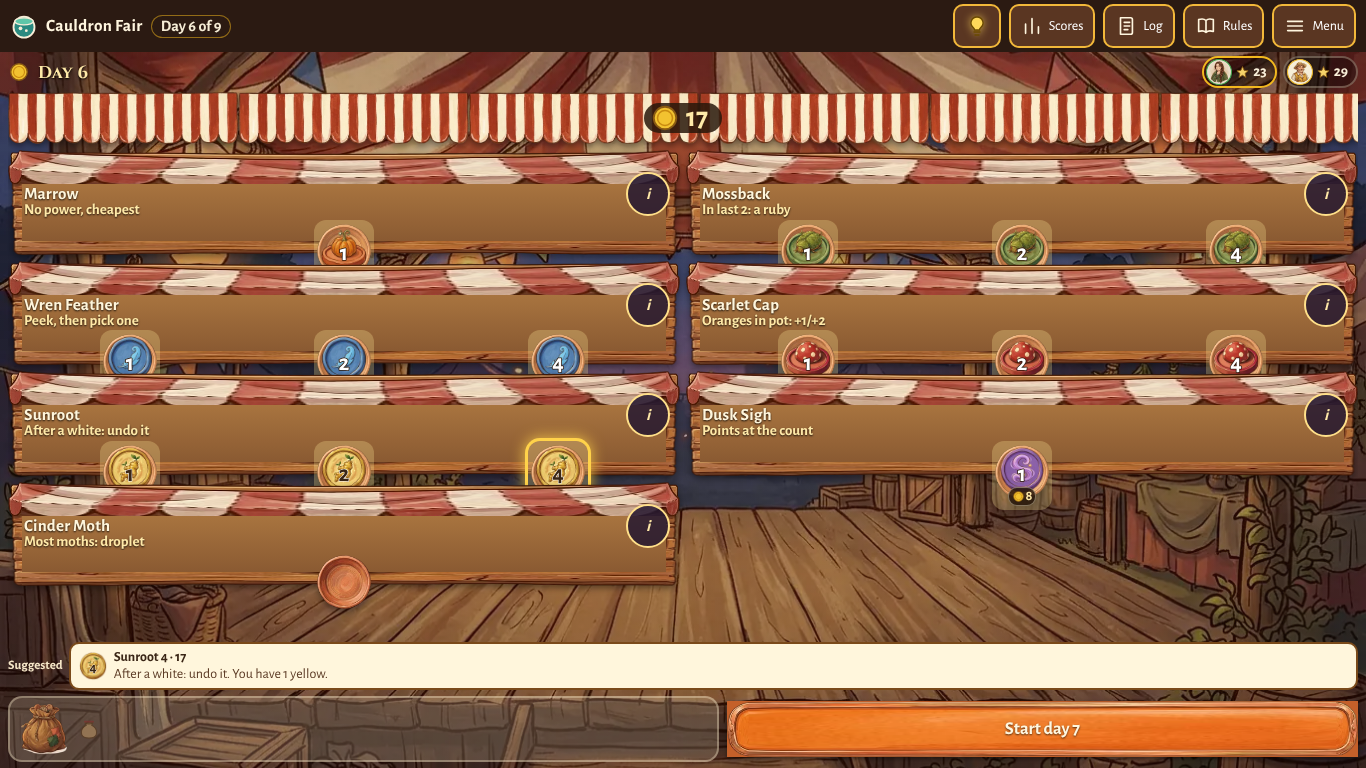 Cauldron Fair
Day 6 of 9
Scores
Log
Rules
Menu
DAY 6
23
29
17
Marrow
No power, cheapest
i
1
Mossback
In last 2: a ruby
i
1
2
4
Wren Feather
Peek, then pick one
i
1
2
4
Scarlet Cap
Oranges in pot: +1/+2
i
1
2
4
Sunroot
After a white: undo it
i
1
2
4
Dusk Sigh
Points at the count
i
1
8
Cinder Moth
Most moths: droplet
i
Suggested
4
Sunroot 4 · 17
After a white: undo it. You have 1 yellow.
Start day 7